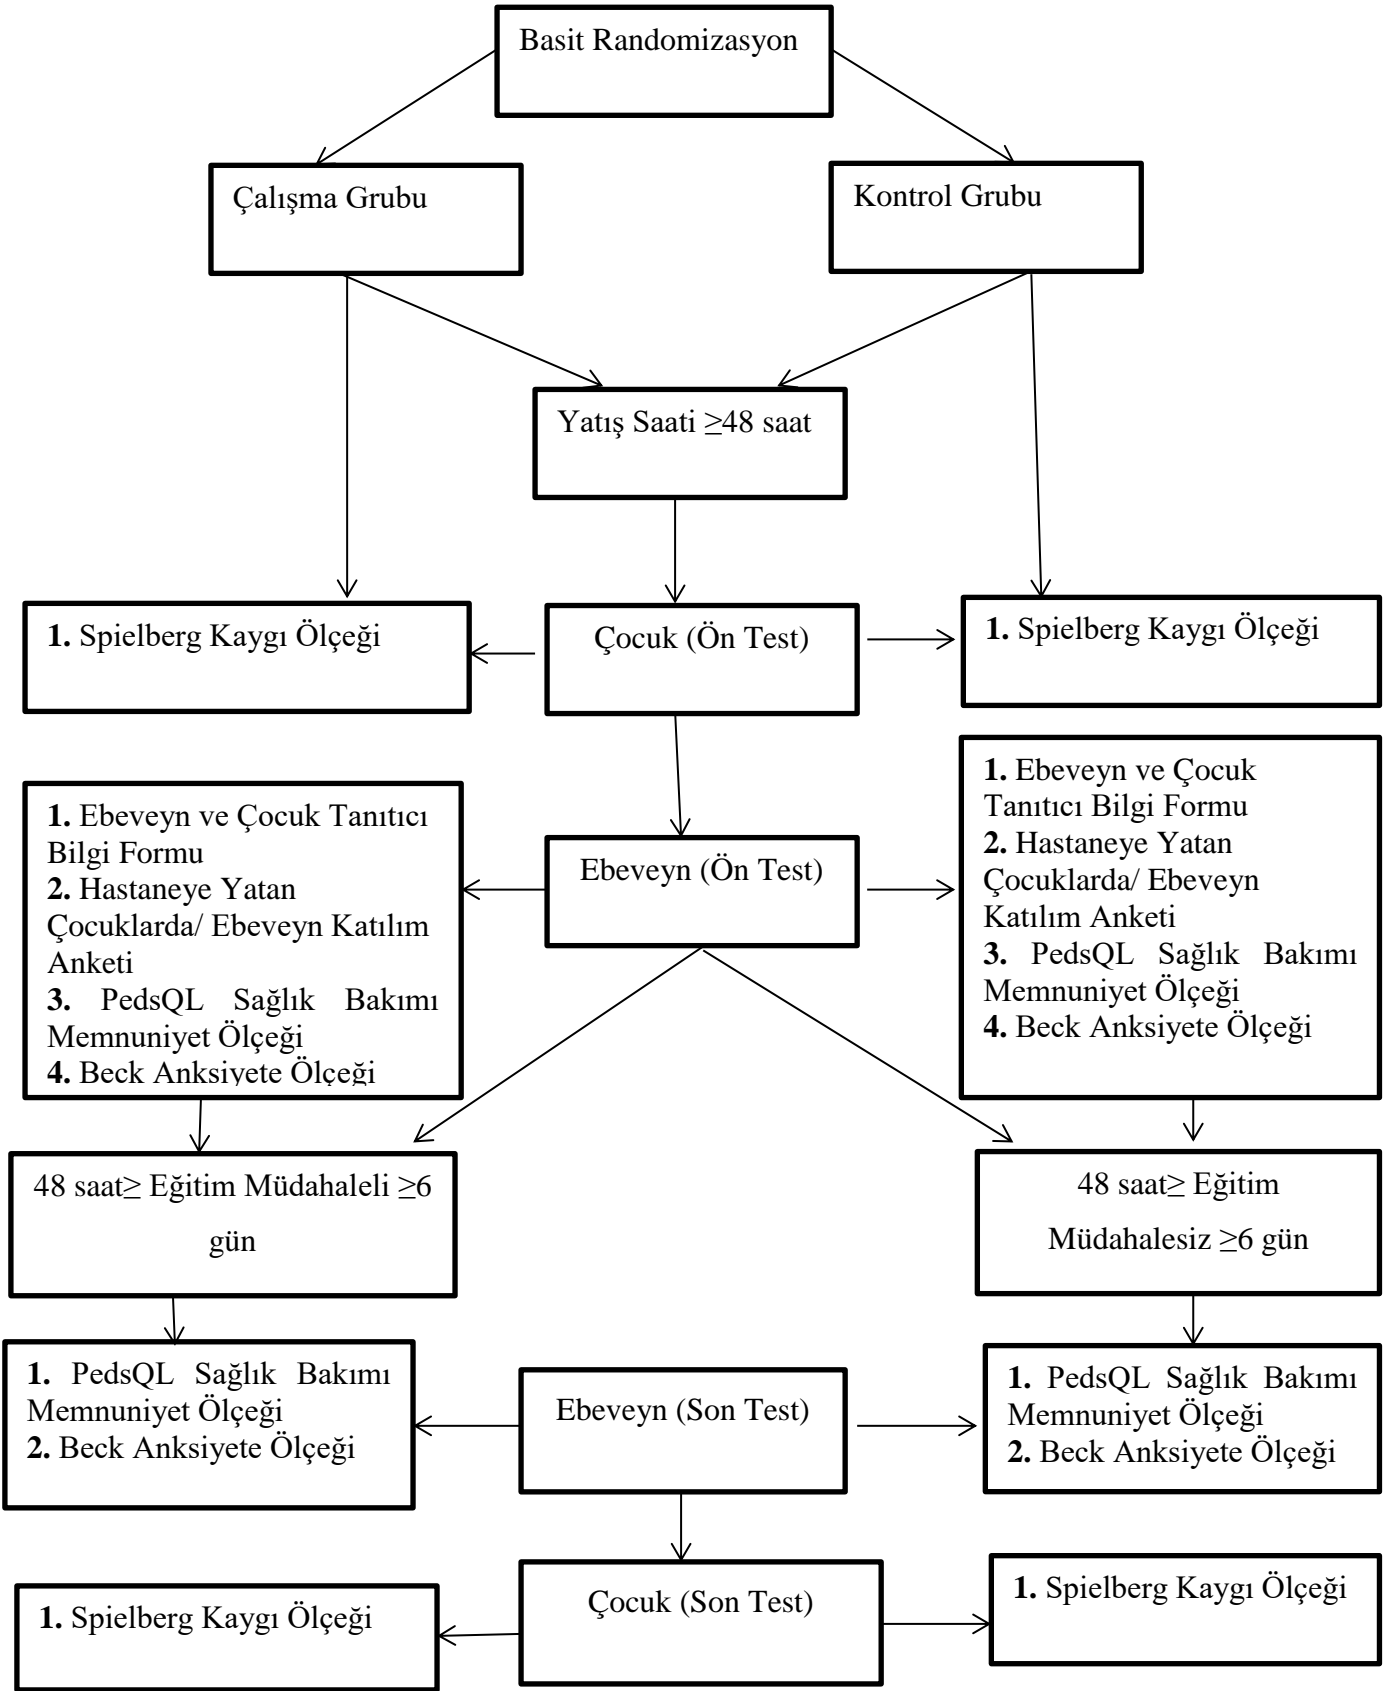 Basit Randomizasyon
Çalışma Grubu
Kontrol Grubu
Yatış Saati ≥48 saat
1. Spielberg Kaygı Ölçeği
Çocuk (Ön Test)
1. Spielberg Kaygı Ölçeği
1. Ebeveyn ve Çocuk Tanıtıcı
Bilgi Formu
2. Hastaneye Yatan
Çocuklarda/ Ebeveyn Katılım
Anketi
3. PedsQL Sağlık Bakımı
Memnuniyet Ölçeği
4. Beck Anksiyete Ölçeği
Ebeveyn (Ön Test)
1. Ebeveyn ve Çocuk
Tanıtıcı Bilgi Formu
2. Hastaneye Yatan
Çocuklarda/ Ebeveyn
Katılım Anketi
3. PedsQL Sağlık Bakımı
Memnuniyet Ölçeği
4. Beck Anksiyete Ölçeği
48 saat≥ Eğitim Müdahaleli ≥6
gün
48 saat≥ Eğitim
Müdahalesiz ≥6 gün
1. PedsQL Sağlık Bakımı
Memnuniyet Ölçeği
2. Beck Anksiyete Ölçeği
Ebeveyn (Son Test)
1. PedsQL Sağlık Bakımı
Memnuniyet Ölçeği
2. Beck Anksiyete Ölçeği
1. Spielberg Kaygı Ölçeği
Çocuk (Son Test)
1. Spielberg Kaygı Ölçeği